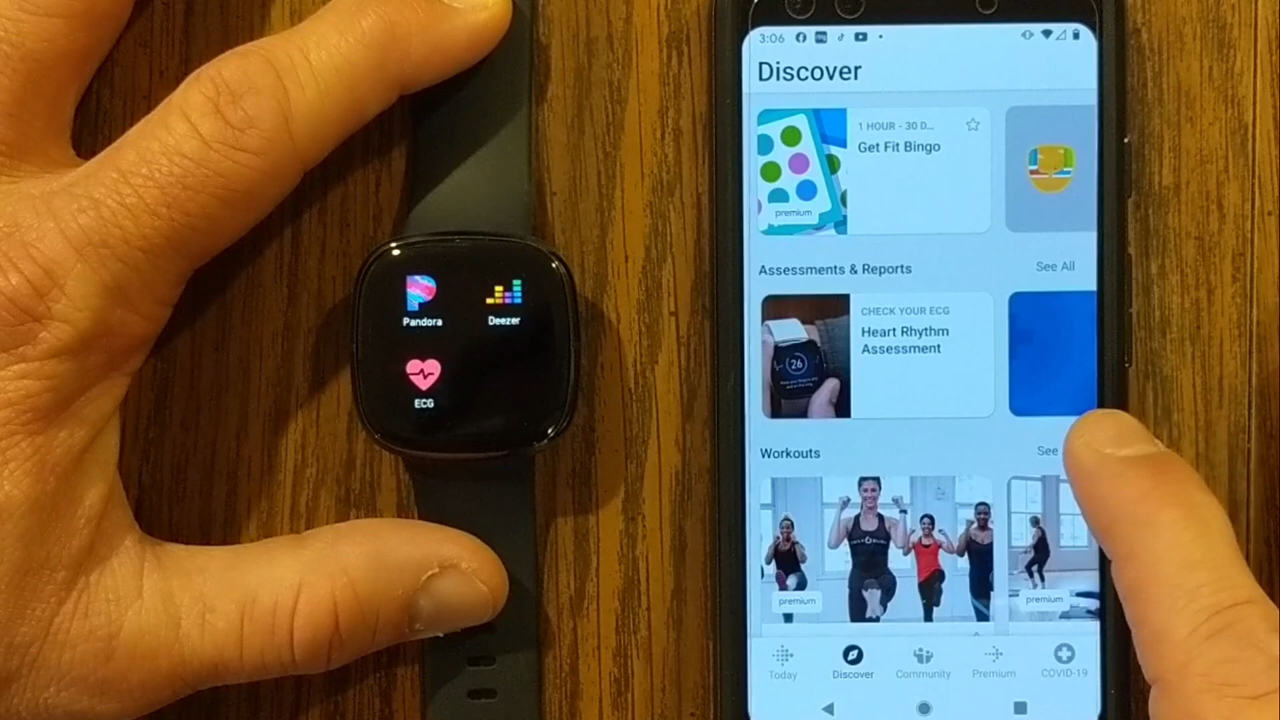 Pandora
Deezer
ECG
3:06
Discover
1 HOUR - 30 D...
Get Fit Bingo
premium
Assessments & Reports
See All
CHECK YOUR ECG
Heart Rhythm
Assessment
26
Workouts
See
premium
premium
Today
Discover
Community
Premium
COVID-19